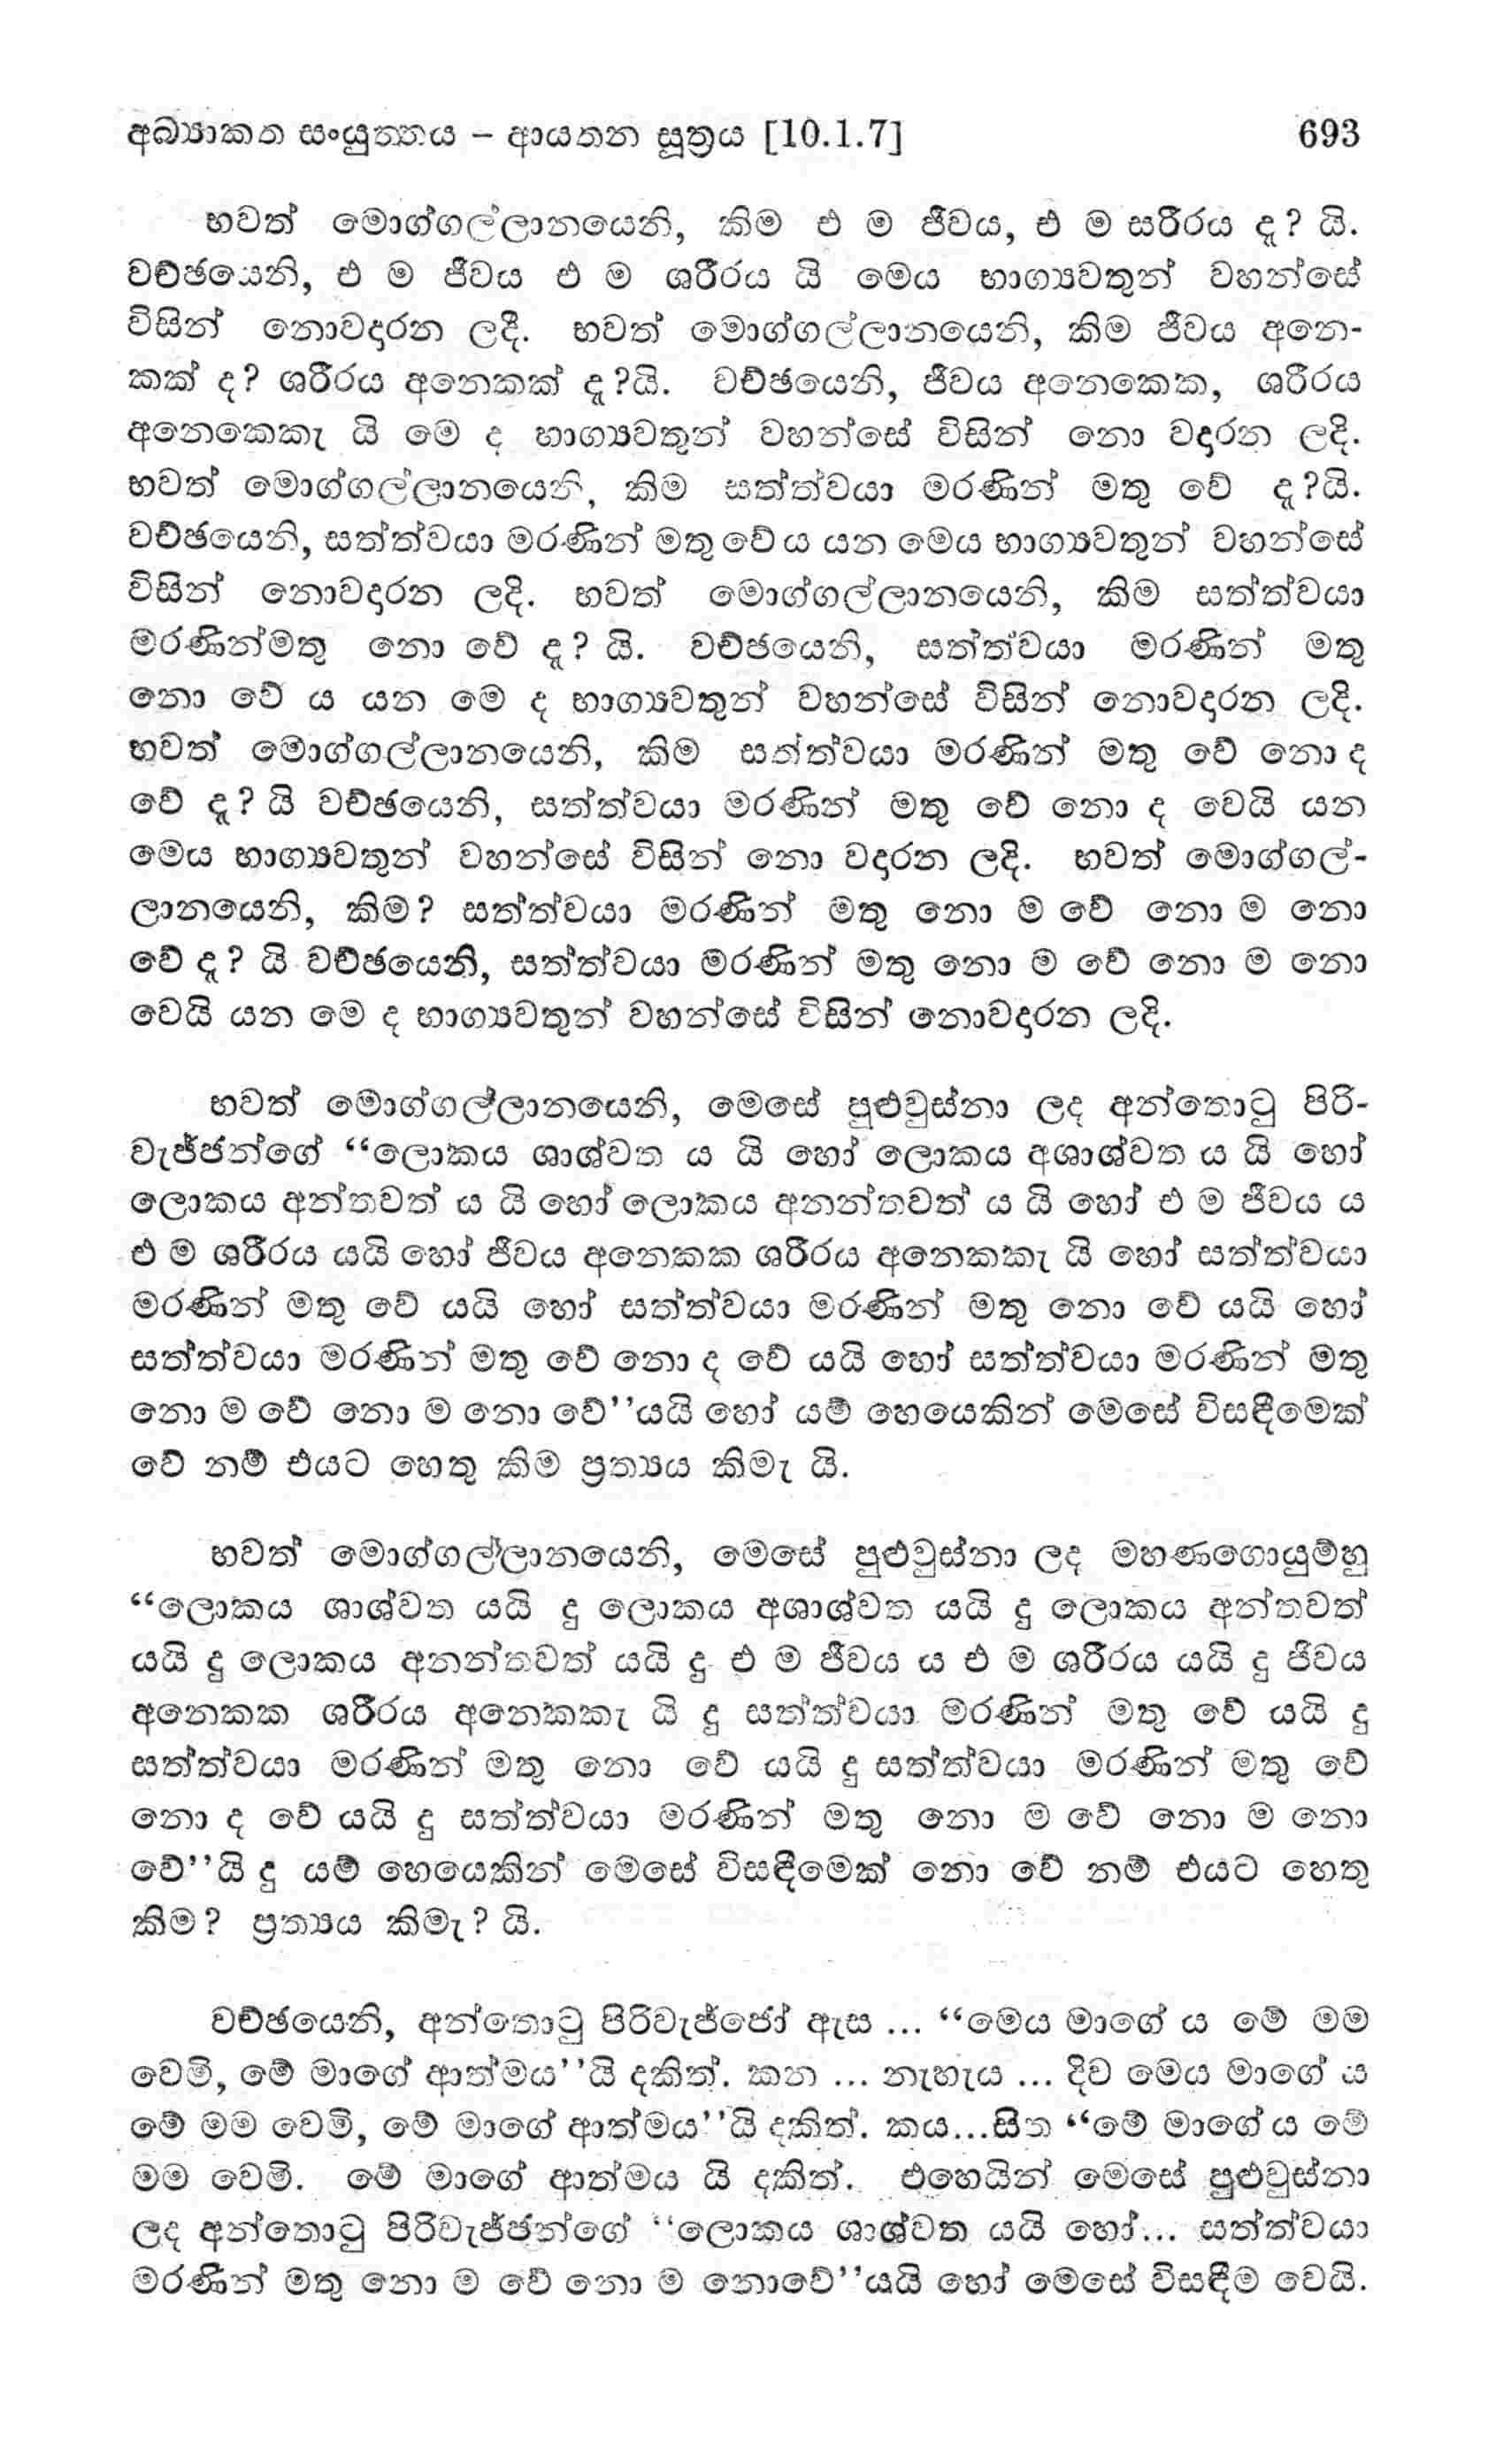 අබ්‍යාකත සංයුත්තය – ආයතන සූත්‍රය [10.1.7] 693
භවත් මොග්ගල්ලානයෙනි, කිම එ ම ජීවය, එ ම සරීරය දැ? යි.
වච්ඡයෙනි, එ ම ජීවය එ ම ශරීරය යි මෙය භාග්‍යවතුන් වහන්සේ
විසින් නොවදාරන ලදී. භවත් මොග්ගල්ලානයෙනි, කිම ජීවය අනෙ-
කක් ද? ශරීරය අනෙකක් දැ?යි. වච්ඡයෙනි, ජීවය අනෙකෙක, ශරීරය
අනෙකෙකැ යි මෙ ද භාග්‍යවතුන් වහන්සේ විසින් නො වදාරන ලදි.
භවත් මොග්ගල්ලානයෙනි, කිම සත්ත්වයා මරණින් මතු වේ දැ?යි.
වච්ඡයෙනි, සත්ත්වයා මරණින් මතු වේ ය යන මෙය භාග්‍යවතුන් වහන්සේ
විසින් නොවදාරන ලදි. භවත් මොග්ගල්ලානයෙනි, කිම සත්ත්වයා
මරණින්මතු නො වේ දැ? යි. වච්ඡයෙනි, සත්ත්වයා මරණින් මතු
නො වේ ය යන මෙ ද භාග්‍යවතුන් වහන්සේ විසින් නොවදාරන ලදි.
භවත් මොග්ගල්ලානයෙනි, කිම සත්ත්වයා මරණින් මතු වේ නො ද
වේ දැ? යි වච්ඡයෙනි, සත්ත්වයා මරණින් මතු වේ නො ද වෙයි යන
මෙය භාග්‍යවතුන් වහන්සේ විසින් නො වදාරන ලදි. භවත් මොග්ගල්-
ලානයෙනි, කිම? සත්ත්වයා මරණින් මතු නො ම වේ නො ම නො
වේ දැ? යි වච්ඡයෙනි, සත්ත්වයා මරණින් මතු නො ම වේ නො ම නො
වෙයි යන මෙ ද භාග්‍යවතුන් වහන්සේ විසින් නොවදාරන ලදි.
භවත් මොග්ගල්ලානයෙනි, මෙසේ පුළුවුස්නා ලද අන්තොටු පිරි-
වැජ්ජන්ගේ “ලොකය ශාශ්වත ය යි හෝ ලොකය අශාශ්වත ය යි හෝ
ලොකය අන්තවත් ය යි හෝ ලොකය අනන්තවත් ය යි හෝ එ ම ජීවය ය
එ ම ශරීරය යයි හෝ ජීවය අනෙකක ශරීරය අනෙකකැ යි හෝ සත්ත්වයා
මරණින් මතු වේ යයි හෝ සත්ත්වයා මරණින් මතු නො වේ යයි හෝ
සත්ත්වයා මරණින් මතු වේ නො ද වේ යයි හෝ සත්ත්වයා මරණින් මතු
නො ම වේ නො ම නො වේ’’යයි හෝ යම් හෙයෙකින් මෙසේ විසඳීමෙක්
වේ නම් එයට හෙතු කිම ප්‍රත්‍යය කිමැ යි.
භවත් මොග්ගල්ලානයෙනි, මෙසේ පුළුවුස්නා ලද මහණගොයුම්හු
“ලොකය ශාශ්වත යයි දු ලොකය අශාශ්වත යයි දු ලොකය අන්තවත්
යයි දු ලොකය අනන්තවත් යයි දු එ ම ජීවය ය එ ම ශරීරය යයි දු ජීවය
අනෙකක ශරීරය අනෙකකැ යි දු සත්ත්වයා මරණින් මතු වේ යයි දු
සත්ත්වයා මරණින් මතු නො වේ යයි දු සත්ත්වයා මරණින් මතු වේ
නො ද වේ යයි දු සත්ත්වයා මරණින් මතු නො ම වේ නො ම නො
වේ’’යි දු යම් හෙයෙකින් මෙසේ විසඳීමෙක් නො වේ නම් එයට හෙතු
කිම? ප්‍රත්‍යය කිමැ? යි.
වච්ඡයෙනි, අන්තොටු පිරිවැජ්ජෝ ඇස ... “මෙය මාගේ ය මේ මම
වෙමි, මේ මාගේ ආත්මය’’යි දකිත්. කන ... නැහැය ... දිව මෙය මාගේ ය
මේ මම වෙමි, මේ මාගේ ආත්මය’’යි දකිත්. කය...සිත “මේ මාගේ ය මේ
මම වෙමි. මේ මාගේ ආත්මය යි දකිත්. එහෙයින් මෙසේ පුළුවුස්නා
ලද අන්තොටු පිරිවැජ්ජන්ගේ “ලොකය ශාශ්වත යයි හෝ... සත්ත්වයා
මරණින් මතු නො ම වේ නො ම නොවේ’’යයි හෝ මෙසේ විසඳීම වෙයි.